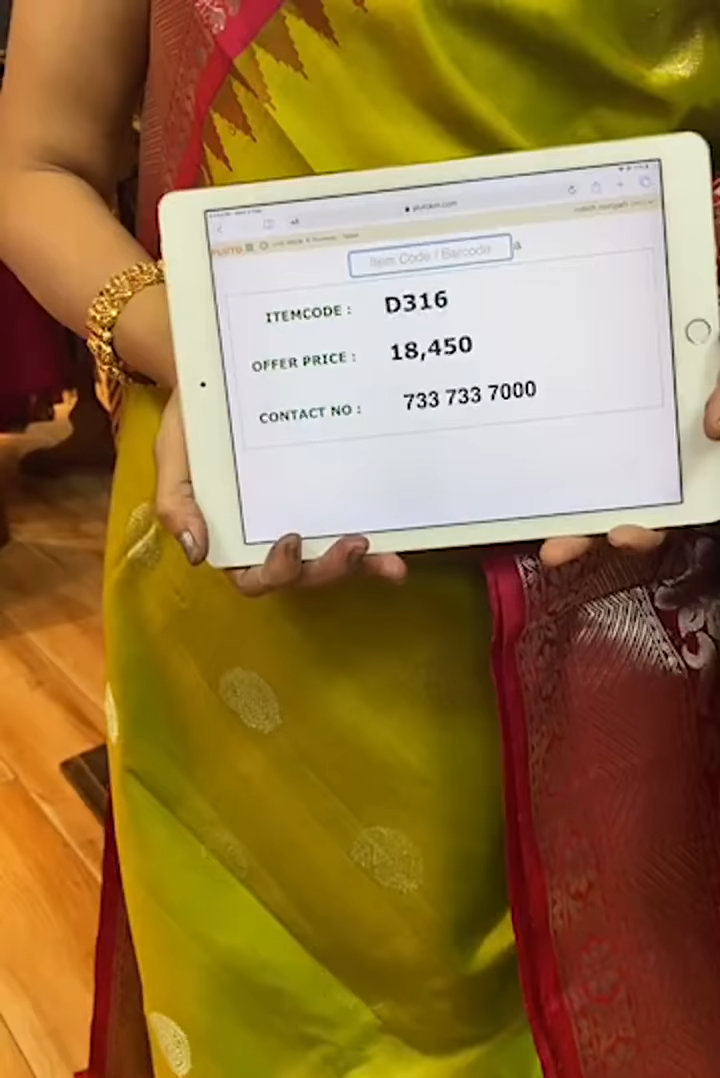 Item Code / Barcode
ITEMCODE : D316
OFFER PRICE : 18,450
CONTACT NO : 733 733 7000